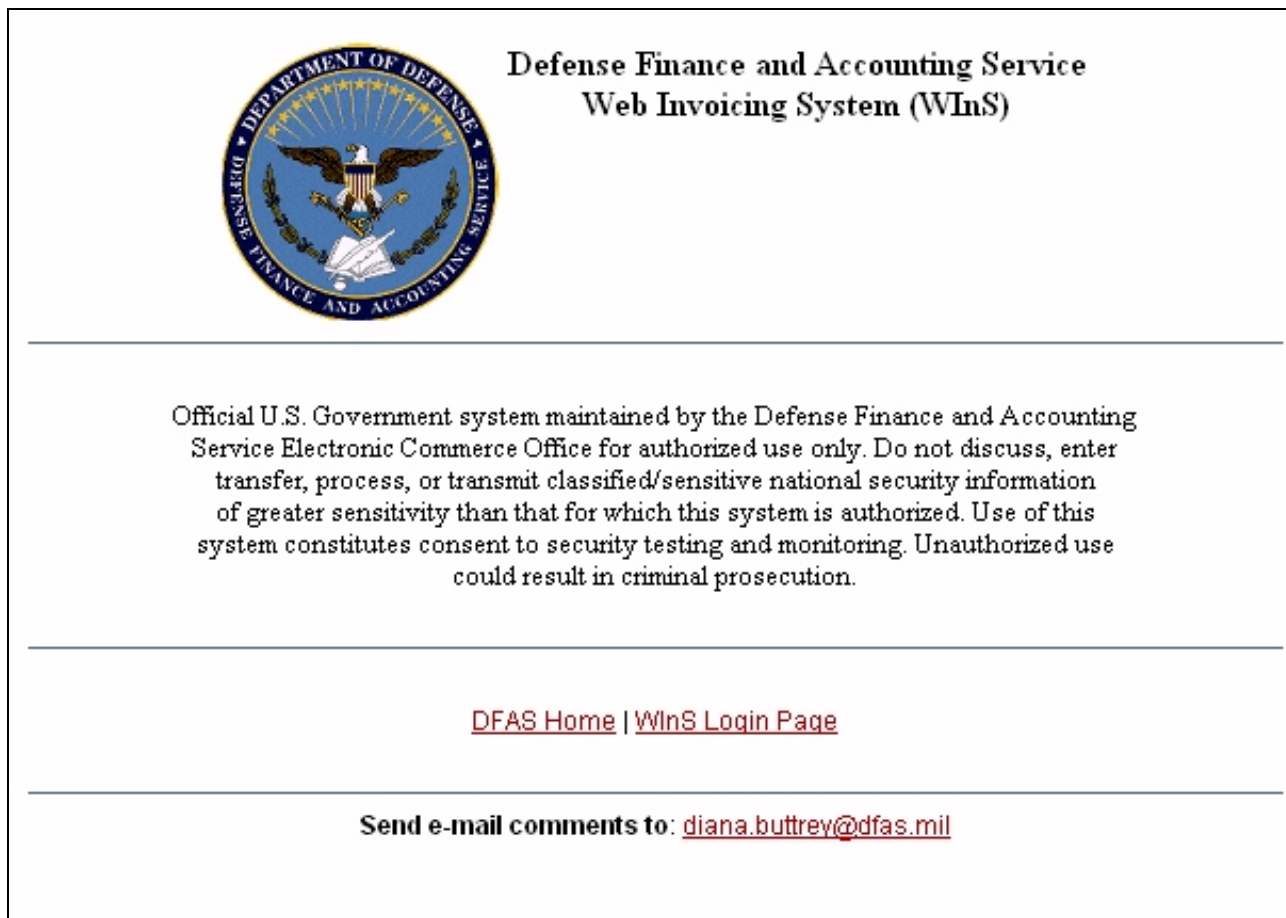 Defense Finance and Accounting Service
Web Invoicing System (WInS)
DEPARTMENT OF DEFENSE
DEFENSE FINANCE AND ACCOUNTING SERVICE
Official U.S. Government system maintained by the Defense Finance and Accounting
Service Electronic Commerce Office for authorized use only. Do not discuss, enter
transfer, process, or transmit classified/sensitive national security information
of greater sensitivity than that for which this system is authorized. Use of this
system constitutes consent to security testing and monitoring. Unauthorized use
could result in criminal prosecution.
DFAS Home | WInS Login Page
Send e-mail comments to: diana.buttrey@dfas.mil